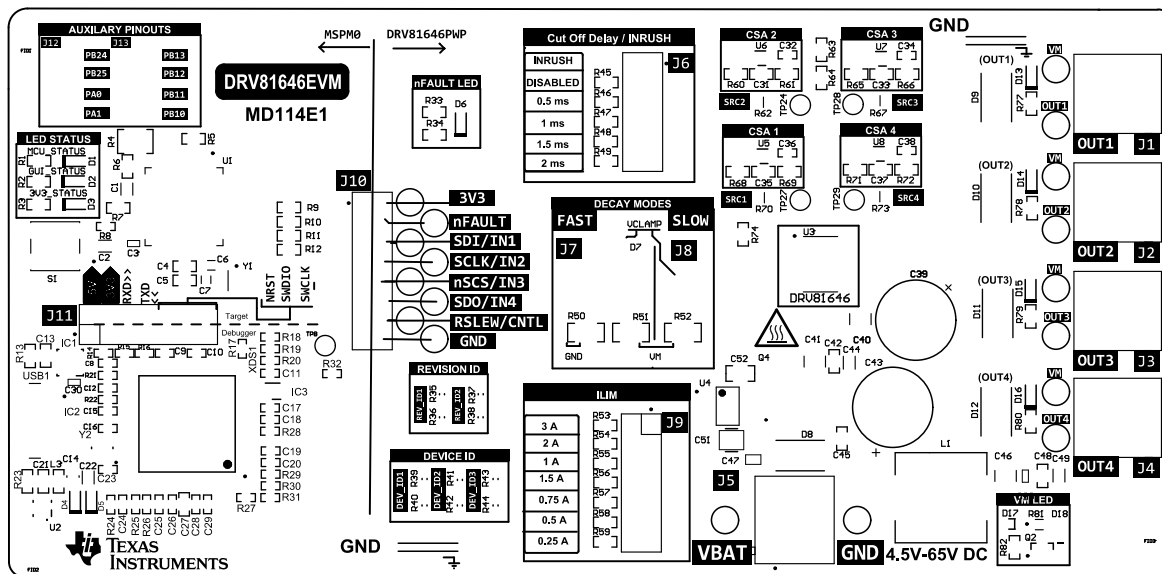 AUXILARY PINOUTS
J12 J13
PB24 PB13
PB25 PB12
PA0 PB11
PA1 PB10
MSPM0 DRV81646PWP
DRV81646EVM
MD114E1
nFAULT LED
R33
R34
D6
Cut Off Delay / INRUSH
INRUSH
DISABLED
0.5 ms
1 ms
1.5 ms
2 ms
R45
R46
R47
R48
R49
J6
CSA 2
U6 C32
R60 C31 R61
SRC2
R62
TP24
R63
R64
CSA 3
U7 C34
R65 C33 R66
SRC3
R67
TP28
CSA 1
U5 C36
R68 C35 R69
SRC1
R70
TP27
CSA 4
U8 C38
R71 C37 R72
SRC4
R73
TP29
GND
VM
(OUT1)
D9
D13
R77
OUT1
OUT1
J1
VM
(OUT2)
D10
D14
R78
OUT2
OUT2
J2
VM
(OUT3)
D11
D15
R79
OUT3
OUT3
J3
VM
(OUT4)
D12
D16
R80
OUT4
OUT4
J4
LED STATUS
MCU_STATUS
R1 D1
GUI_STATUS
R2 D2
3V3_STATUS
R3 D3
R4
R5
R6
C1
R7
R8
C2
C3
U1
S1
C4
C5
C6
C7
Y1
R9
R10
R11
R12
5V
3V3
RXD>>
TXD
<<
NRST
SWDIO
SWCLK
J11
Target
Debugger
J10
3V3
nFAULT
SDI/IN1
SCLK/IN2
nSCS/IN3
SDO/IN4
RSLEW/CNTL
GND
DECAY MODES
FAST
VCLAMP
SLOW
J7
D7
J8
R50
R51
R52
GND
VM
R74
U3
DRV81646
C39
C40
C41
C42
C44
C43
Q4
C52
U4
C51
C47
D8
C45
L1
C46
C48
C49
IC1
R13
C13
USB1
R14
R15
R16
C9
C10
C8
R21
C12
R22
C15
C16
C30
IC2
Y2
R17
XDS1
R18
R19
R20
C11
IC3
R32
C17
C18
R28
C19
C20
R29
R30
R31
R27
R23
C21
L3
C14
C22
C23
U2
D4
D5
R24
C24
R25
R26
C25
C26
C27
C28
C29
REVISION ID
REV_ID1
R35
R36
REV_ID2
R37
R38
DEVICE ID
DEV_ID1
R39
R40
DEV_ID2
R41
R42
DEV_ID3
R43
R44
ILIM
3 A
2 A
1 A
1.5 A
0.75 A
0.5 A
0.25 A
R53
R54
R55
R56
R57
R58
R59
J9
J5
VBAT
GND
4.5V-65V DC
VM LED
D17
R81
D18
R82
Q2
TEXAS
INSTRUMENTS
GND